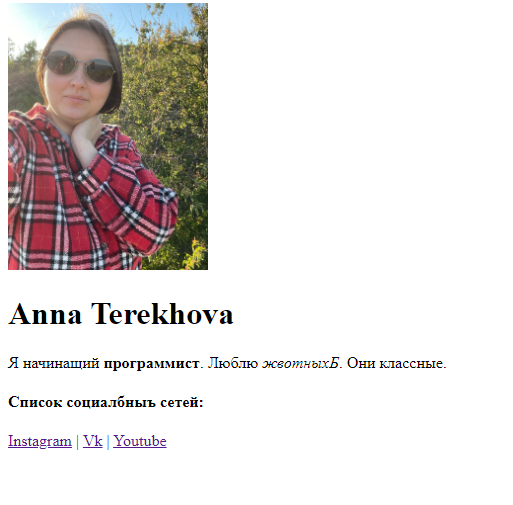 Anna Terekhova
Я начинащий программист. Люблю жвотныхБ. Они классные.
Список социалбныъ сетей:
Instagram | Vk | Youtube